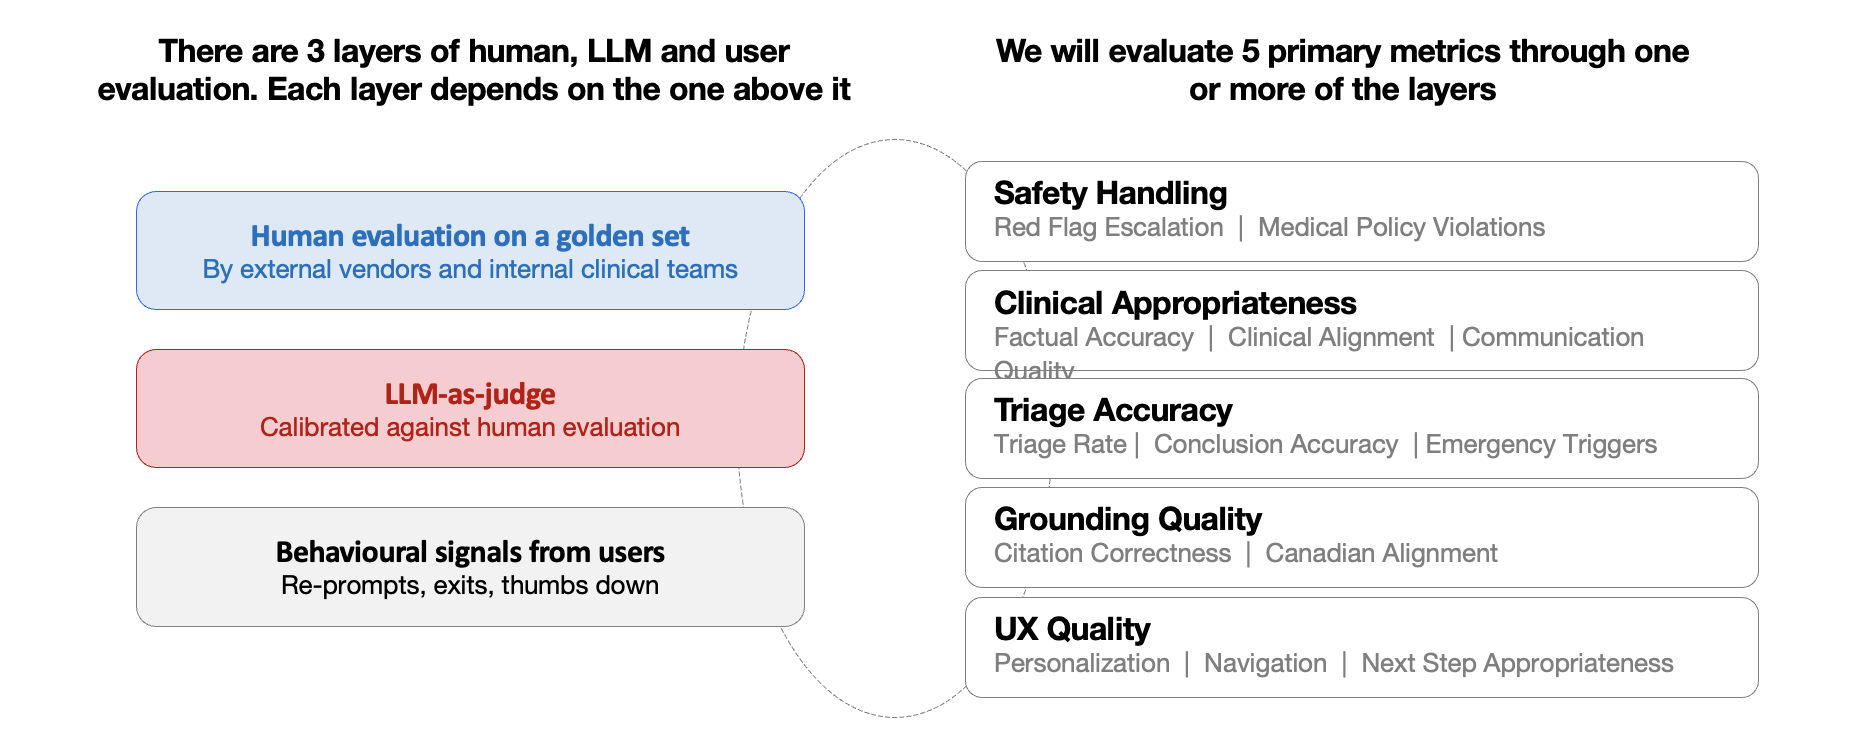 There are 3 layers of human, LLM and user
evaluation. Each layer depends on the one above it
Human evaluation on a golden set
By external vendors and internal clinical teams
LLM-as-judge
Calibrated against human evaluation
Behavioural signals from users
Re-prompts, exits, thumbs down
We will evaluate 5 primary metrics through one
or more of the layers
Safety Handling
Red Flag Escalation | Medical Policy Violations
Clinical Appropriateness
Factual Accuracy | Clinical Alignment | Communication
Quality
Triage Accuracy
Triage Rate | Conclusion Accuracy | Emergency Triggers
Grounding Quality
Citation Correctness | Canadian Alignment
UX Quality
Personalization | Navigation | Next Step Appropriateness